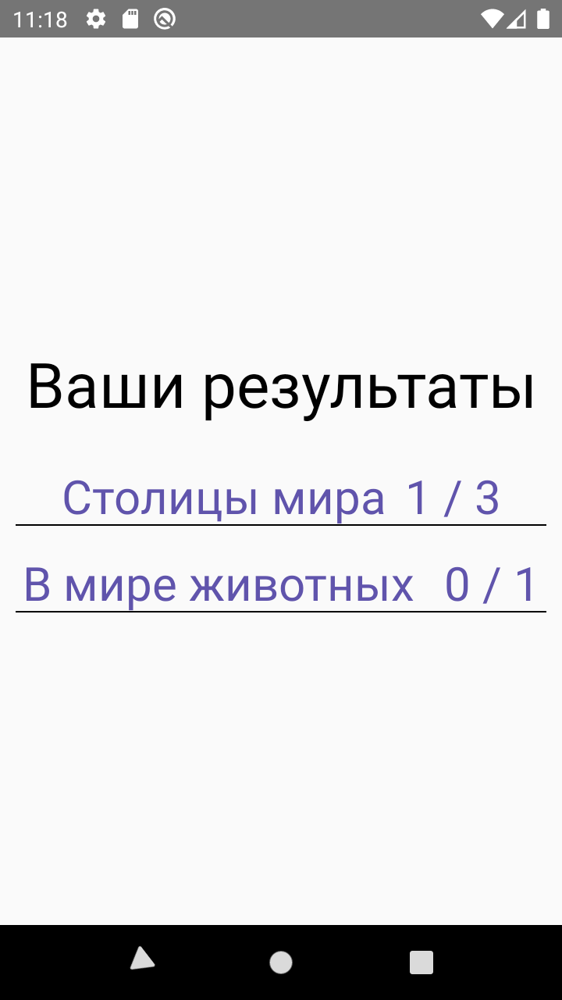 11:18
Ваши результаты
Столицы мира 1 / 3
В мире животных 0 / 1